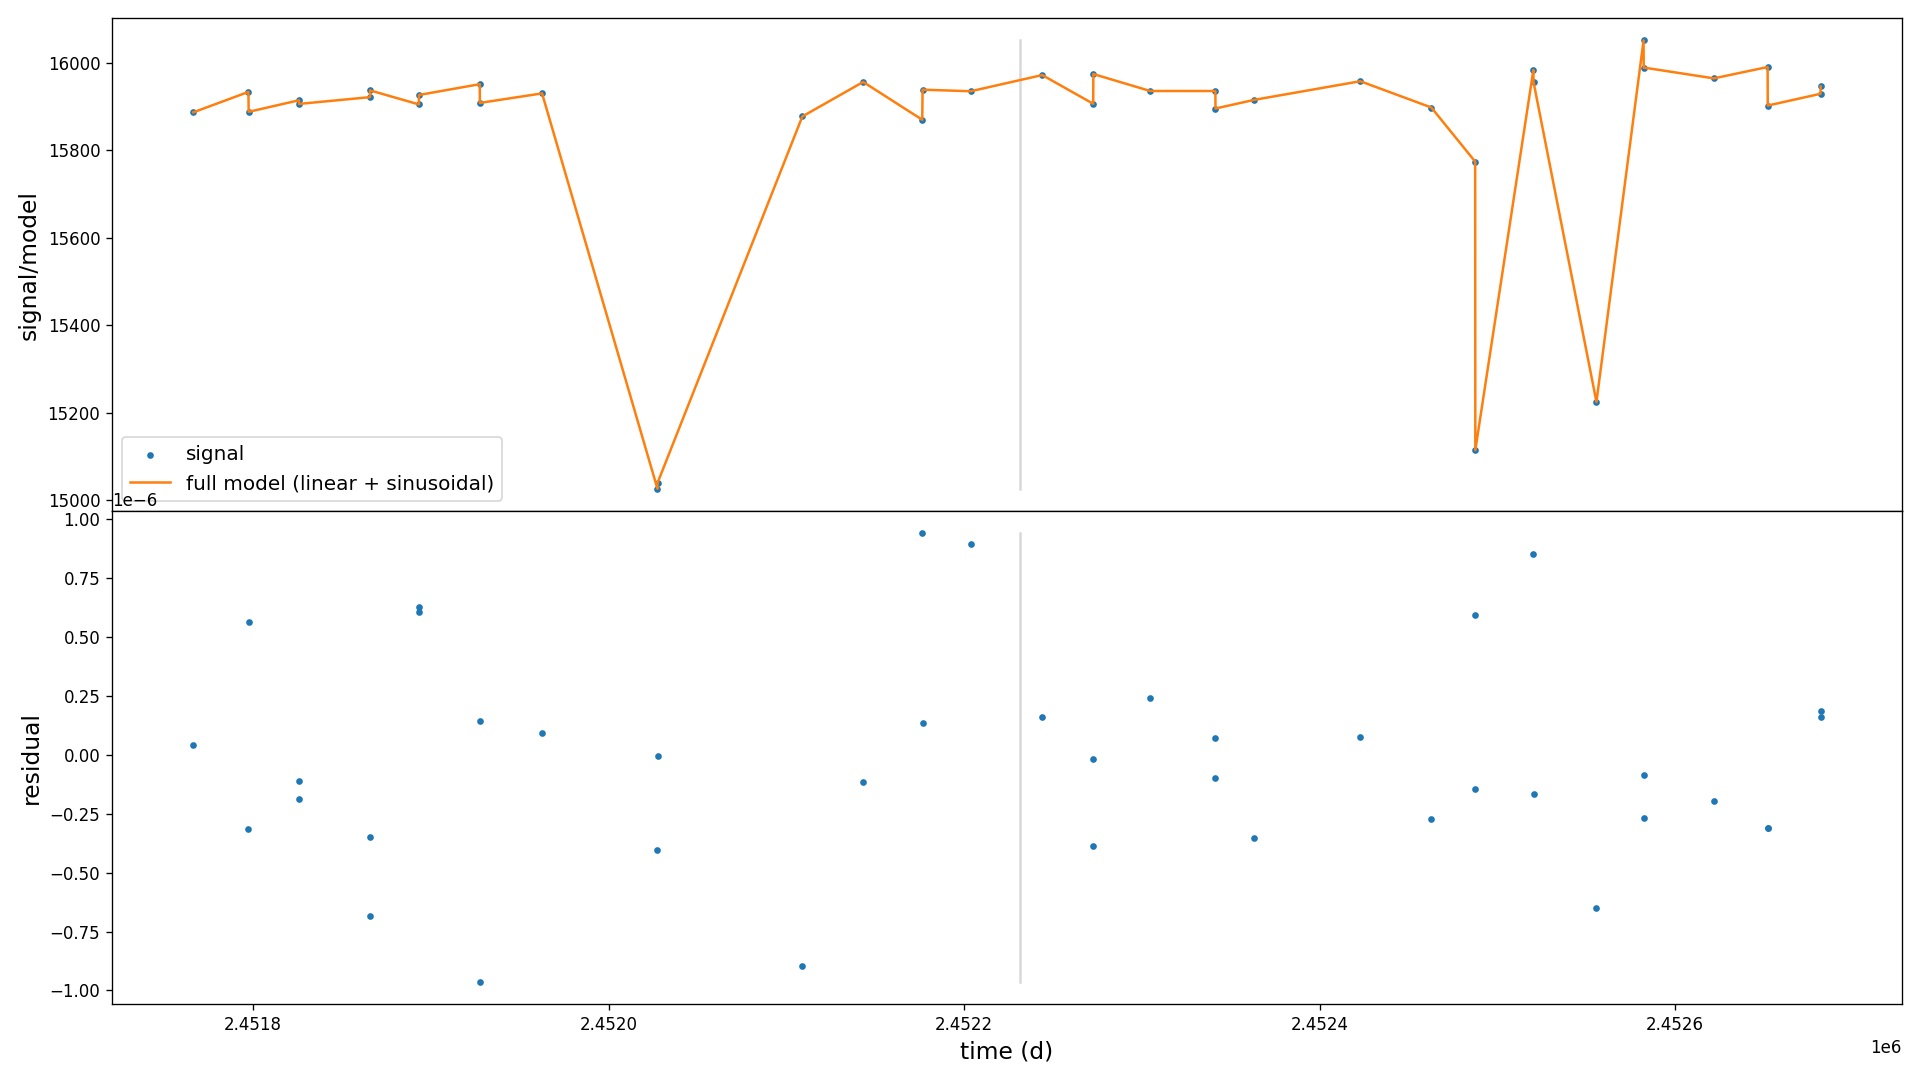 16000
15800
15600
15400
15200
15000
signal/model
signal
full model (linear + sinusoidal)
1e−6
1.00
0.75
0.50
0.25
0.00
−0.25
−0.50
−0.75
−1.00
residual
2.4518
2.4520
2.4522
2.4524
2.4526
time (d)
1e6